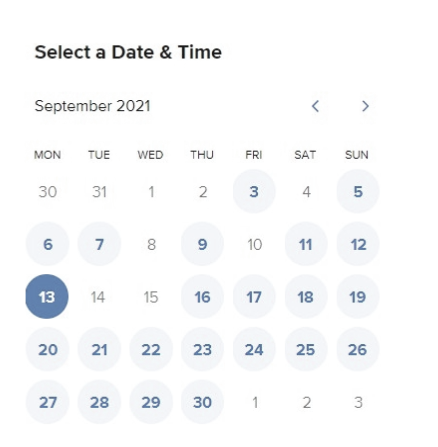 Select a Date & Time
September 2021
MON TUE WED THU FRI SAT SUN
30 31 1 2 3 4 5
6 7 8 9 10 11 12
13 14 15 16 17 18 19
20 21 22 23 24 25 26
27 28 29 30 1 2 3